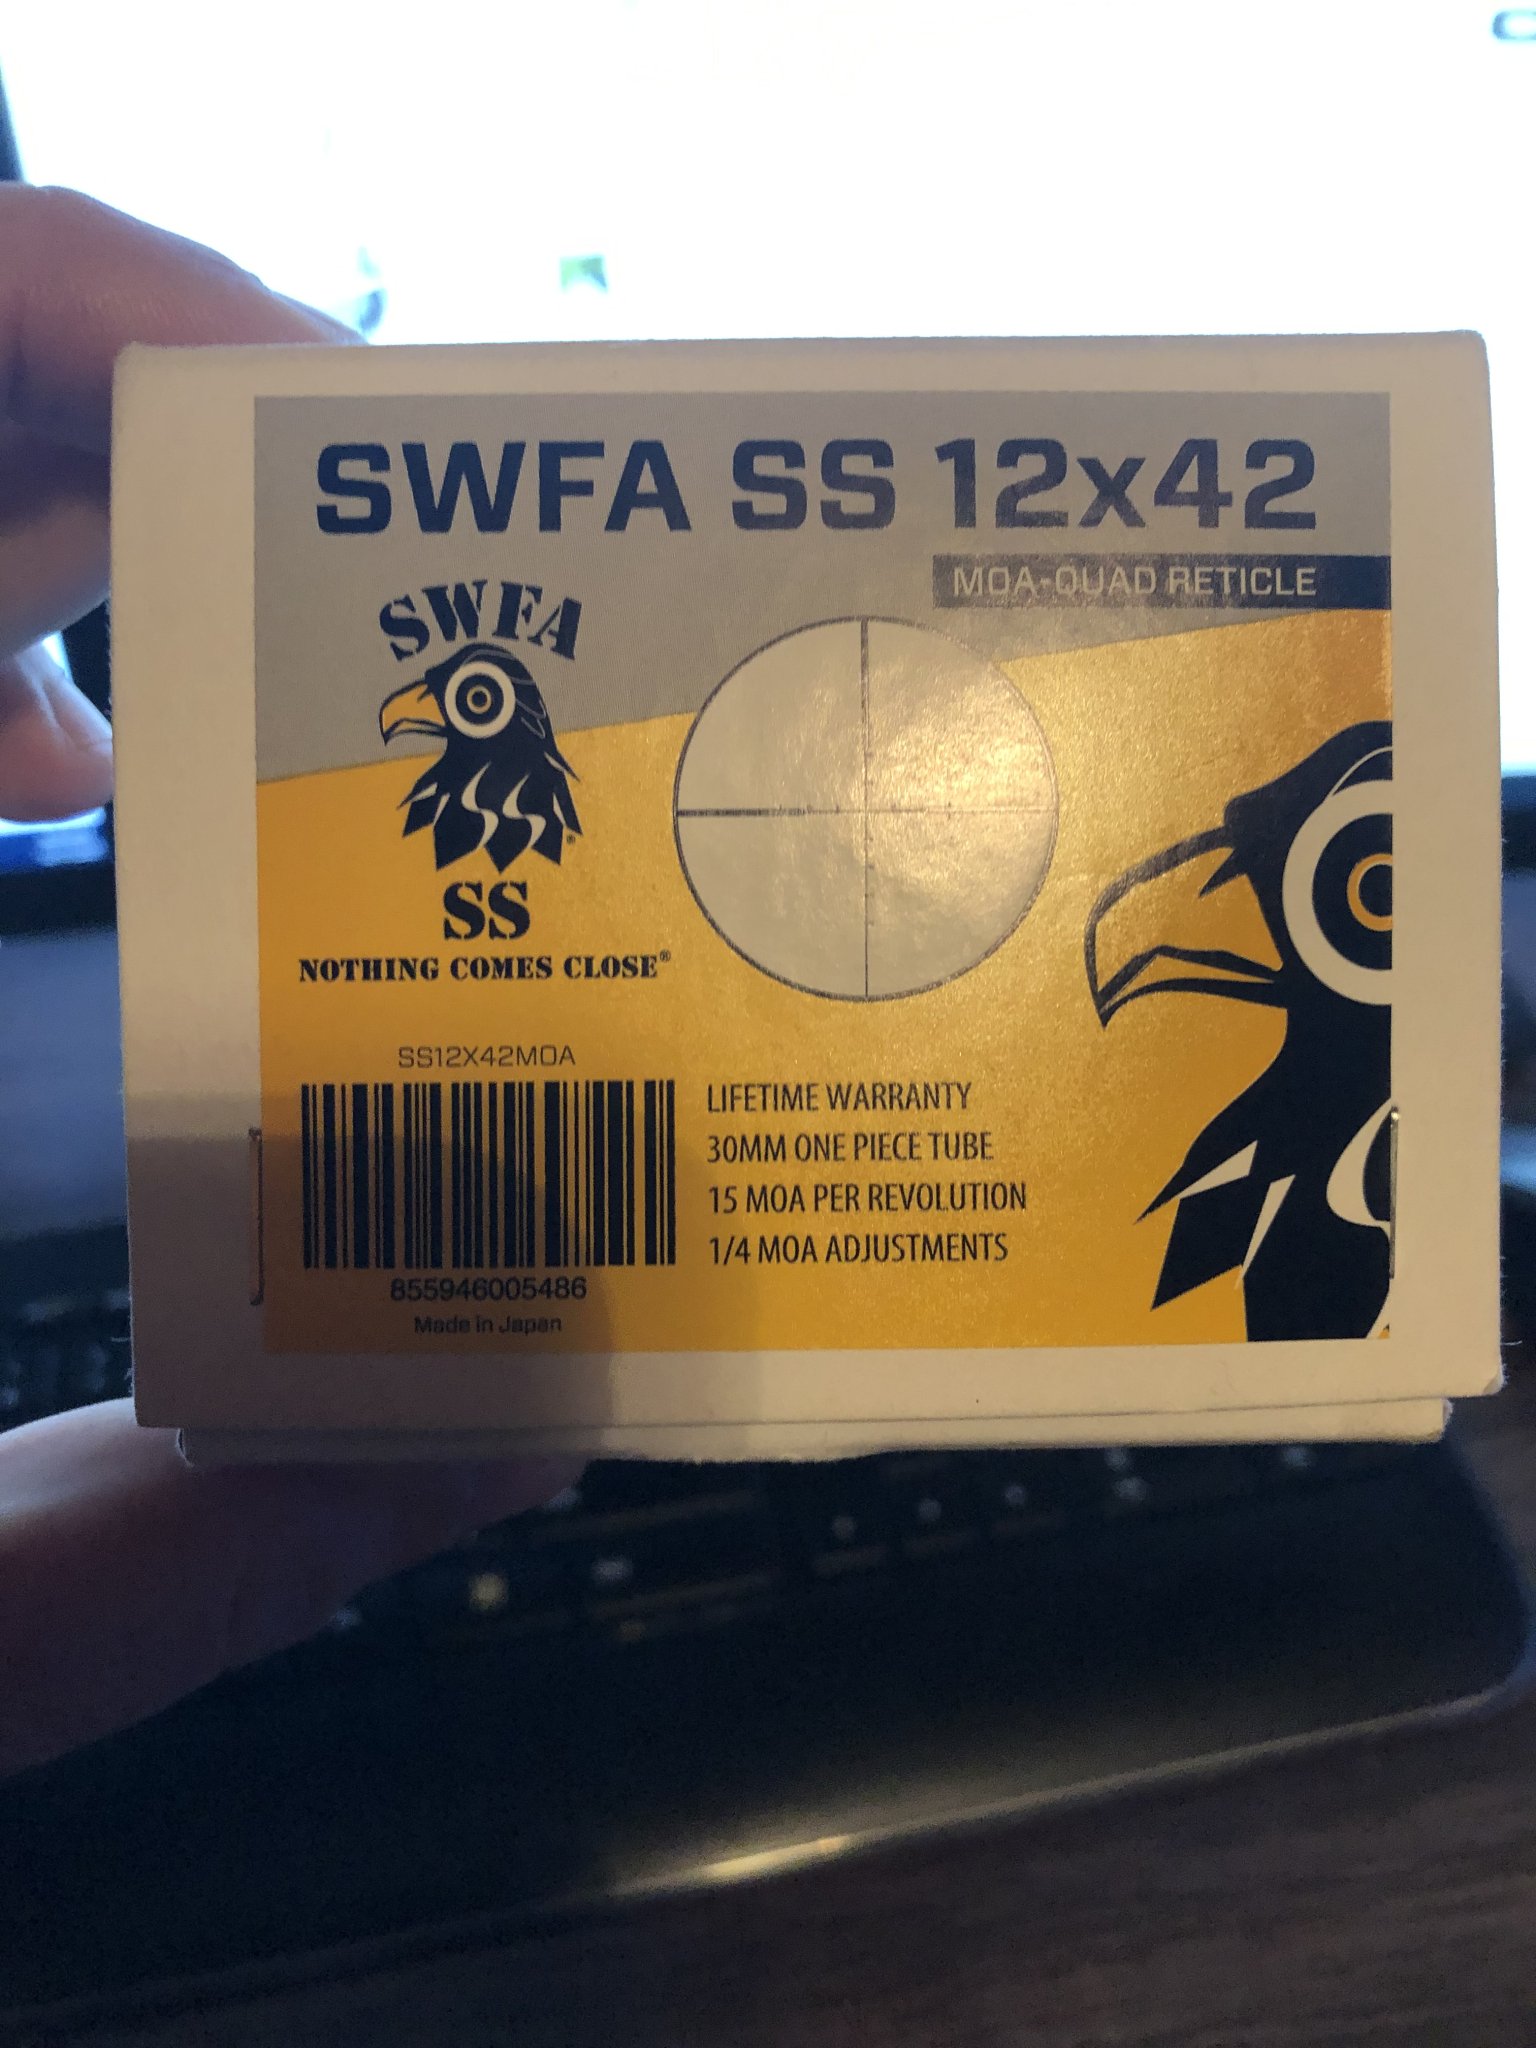 SWFA SS 12x42
MOA-QUAD RETICLE
SWFA
SS
SS
NOTHING COMES CLOSE®
SS12X42MOA
855946005486
Made in Japan
LIFETIME WARRANTY
30MM ONE PIECE TUBE
15 MOA PER REVOLUTION
1/4 MOA ADJUSTMENTS